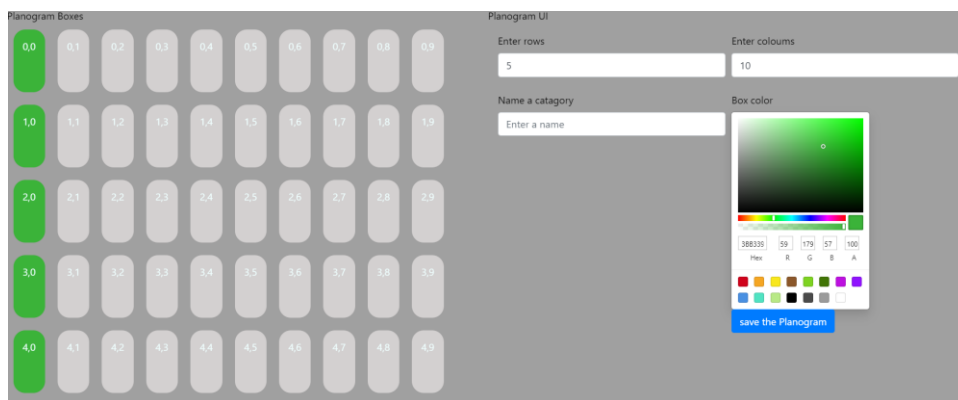 Planogram Boxes
0,0 0,1 0,2 0,3 0,4 0,5 0,6 0,7 0,8 0,9
1,0 1,1 1,2 1,3 1,4 1,5 1,6 1,7 1,8 1,9
2,0 2,1 2,2 2,3 2,4 2,5 2,6 2,7 2,8 2,9
3,0 3,1 3,2 3,3 3,4 3,5 3,6 3,7 3,8 3,9
4,0 4,1 4,2 4,3 4,4 4,5 4,6 4,7 4,8 4,9
Planogram UI
Enter rows
5
Enter coloums
10
Name a catagory
Enter a name
Box color
3BB339 59 179 57 100
Hex R G B A
save the Planogram